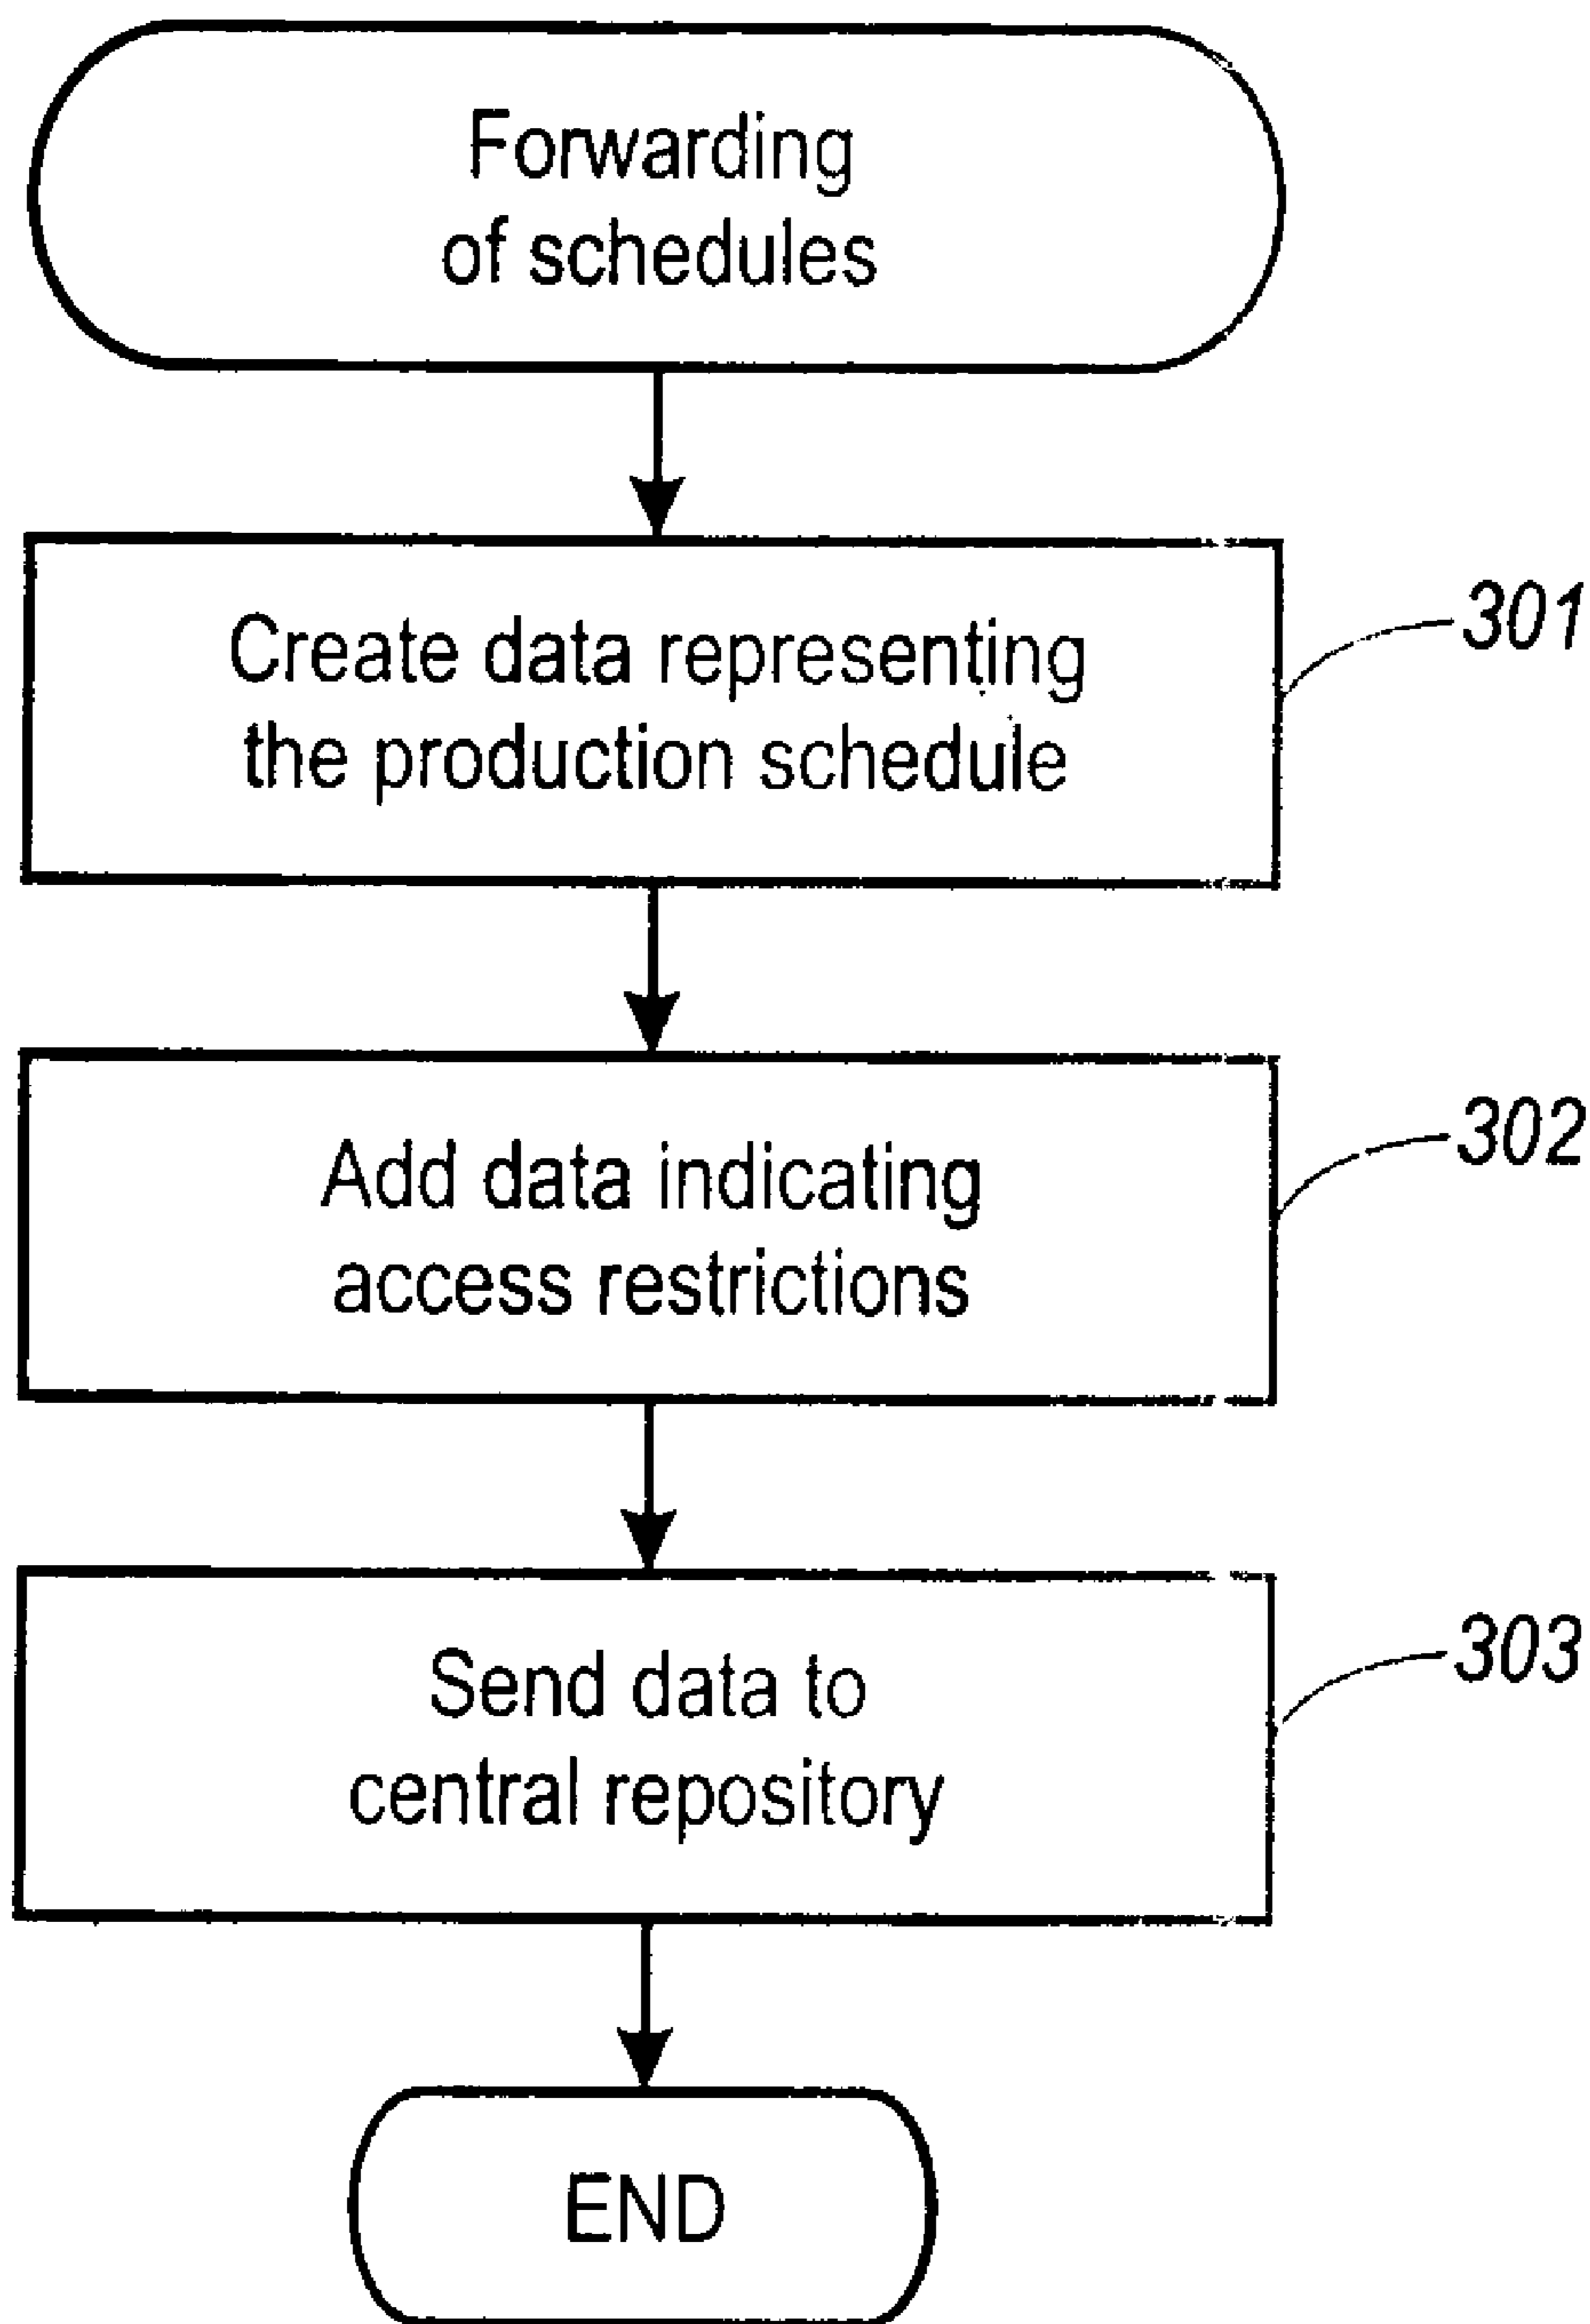 Forwarding
of schedules
Create data representing
the production schedule
301
Add data indicating
access restrictions
302
Send data to
central repository
303
END